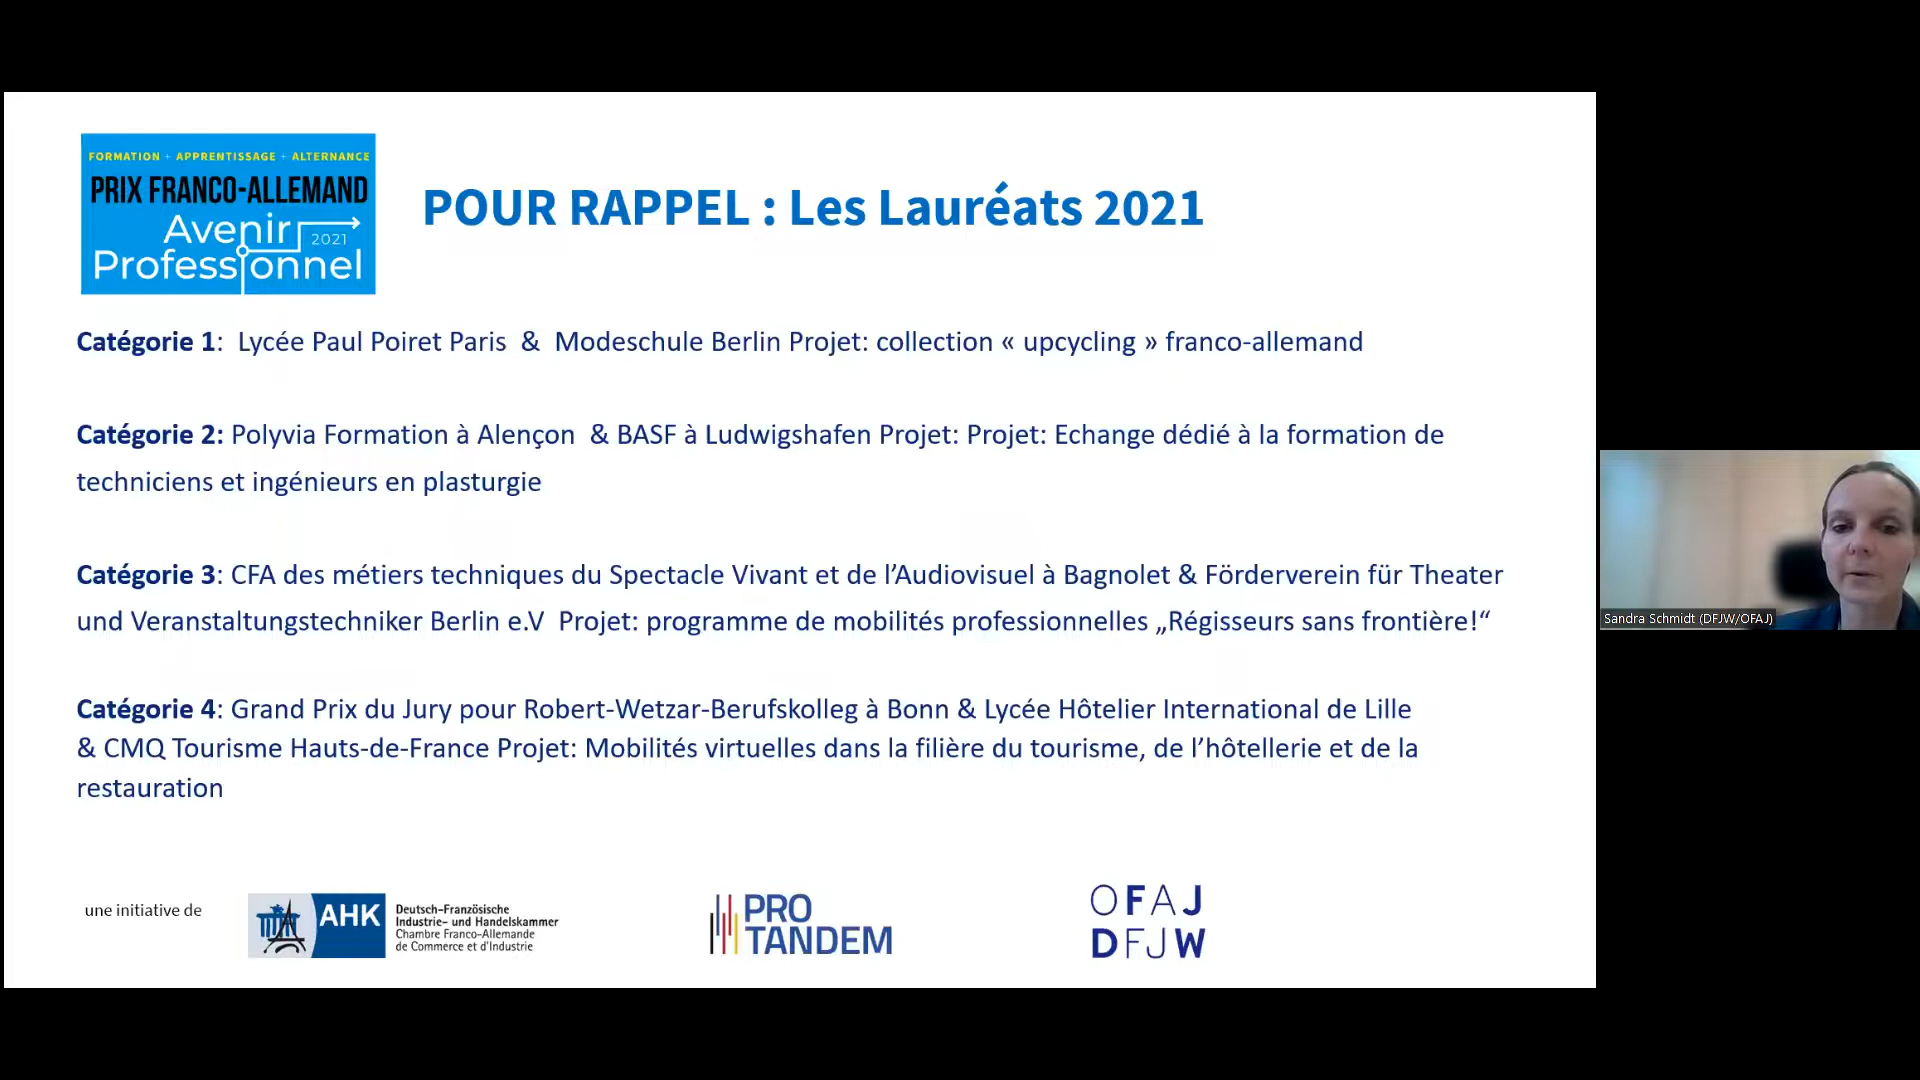 FORMATION + APPRENTISSAGE + ALTERNANCE
PRIX FRANCO-ALLEMAND
Avenir
2021
Professionnel
POUR RAPPEL : Les Lauréats 2021
Catégorie 1:  Lycée Paul Poiret Paris  &  Modeschule Berlin Projet: collection « upcycling » franco-allemand
Catégorie 2: Polyvia Formation à Alençon  & BASF à Ludwigshafen Projet: Projet: Echange dédié à la formation de
techniciens et ingénieurs en plasturgie
Catégorie 3: CFA des métiers techniques du Spectacle Vivant et de l’Audiovisuel à Bagnolet & Förderverein für Theater
und Veranstaltungstechniker Berlin e.V  Projet: programme de mobilités professionnelles „Régisseurs sans frontière!“
Catégorie 4: Grand Prix du Jury pour Robert-Wetzar-Berufskolleg à Bonn & Lycée Hôtelier International de Lille
& CMQ Tourisme Hauts-de-France Projet: Mobilités virtuelles dans la filière du tourisme, de l’hôtellerie et de la
restauration
une initiative de
AHK
Deutsch-Französische
Industrie- und Handelskammer
Chambre Franco-Allemande
de Commerce et d'Industrie
PRO
TANDEM
OFAJ
DFJW
Sandra Schmidt (DFJW/OFAJ)